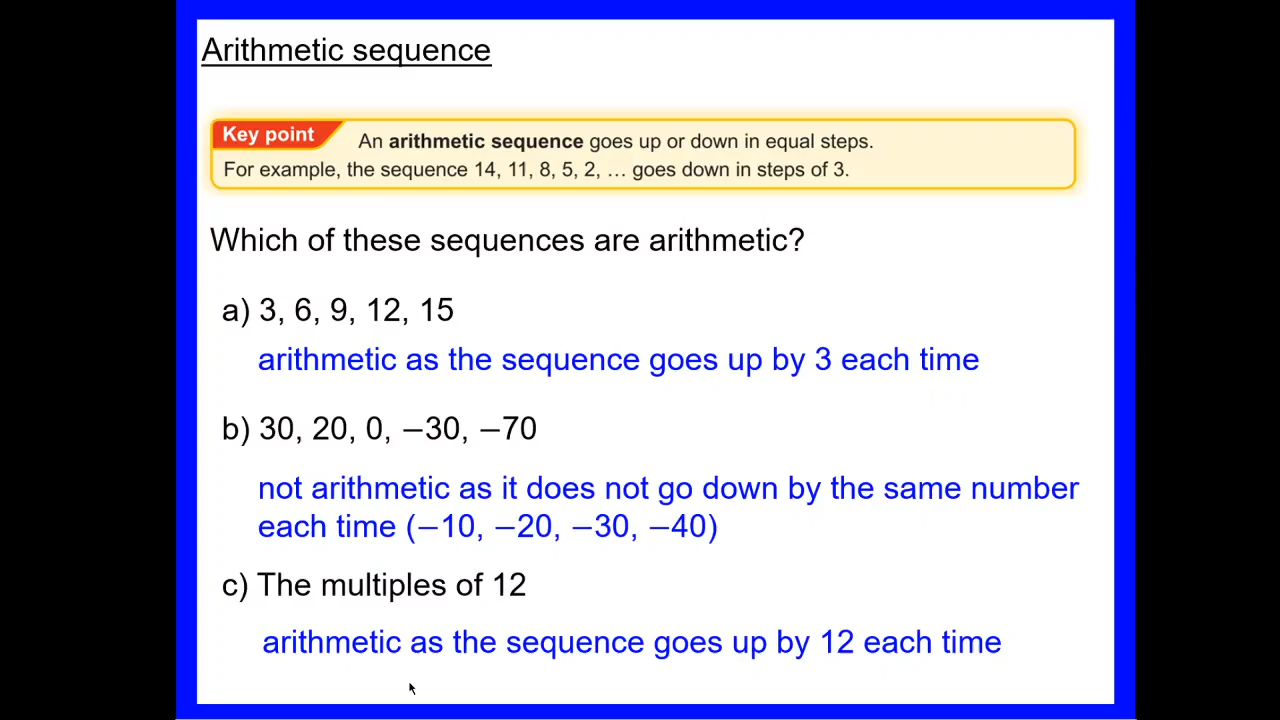 Arithmetic sequence
Key point An arithmetic sequence goes up or down in equal steps.
For example, the sequence 14, 11, 8, 5, 2, … goes down in steps of 3.
Which of these sequences are arithmetic?
a) 3, 6, 9, 12, 15
arithmetic as the sequence goes up by 3 each time
b) 30, 20, 0, −30, −70
not arithmetic as it does not go down by the same number
each time (−10, −20, −30, −40)
c) The multiples of 12
arithmetic as the sequence goes up by 12 each time